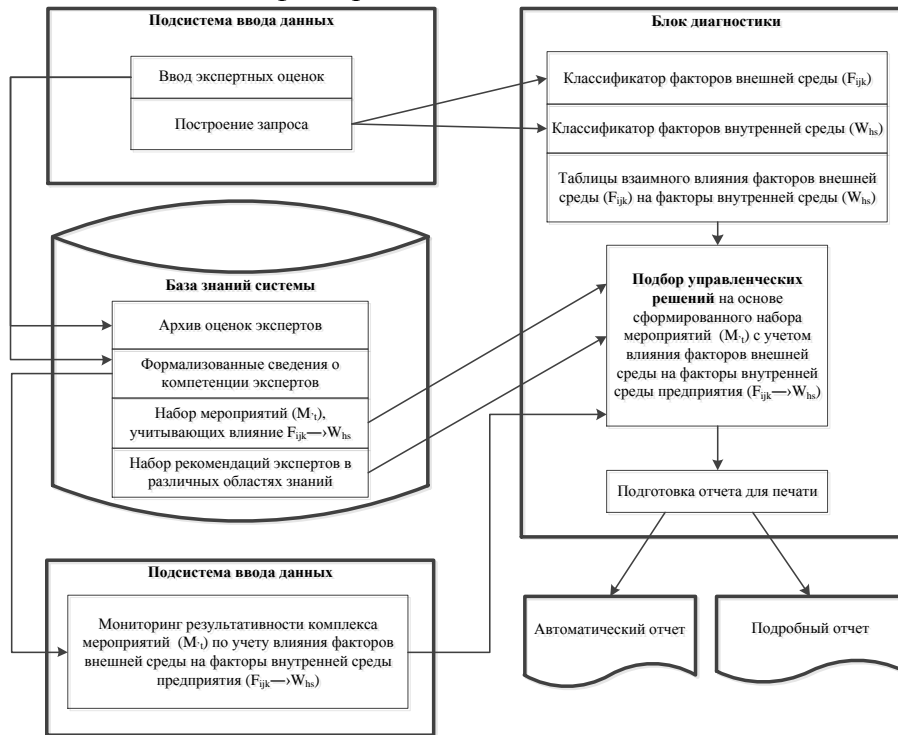 Подсистема ввода данных
Ввод экспертных оценок
Построение запроса
База знаний системы
Архив оценок экспертов
Формализованные сведения о
компетенции экспертов
Набор мероприятий (M·t),
учитывающих влияние Fijk—›Whs
Набор рекомендаций экспертов в
различных областях знаний
Подсистема ввода данных
Мониторинг результативности комплекса
мероприятий (M·t) по учету влияния факторов
внешней среды на факторы внутренней среды
предприятия (Fijk—›Whs)
Блок диагностики
Классификатор факторов внешней среды (Fijk)
Классификатор факторов внутренней среды (Whs)
Таблицы взаимного влияния факторов внешней
среды (Fijk) на факторы внутренней среды (Whs)
Подбор управленческих
решений на основе
сформированного набора
мероприятий (M·t) с учетом
влияния факторов внешней
среды на факторы внутренней
среды предприятия (Fijk—›Whs)
Подготовка отчета для печати
Автоматический отчет
Подробный отчет